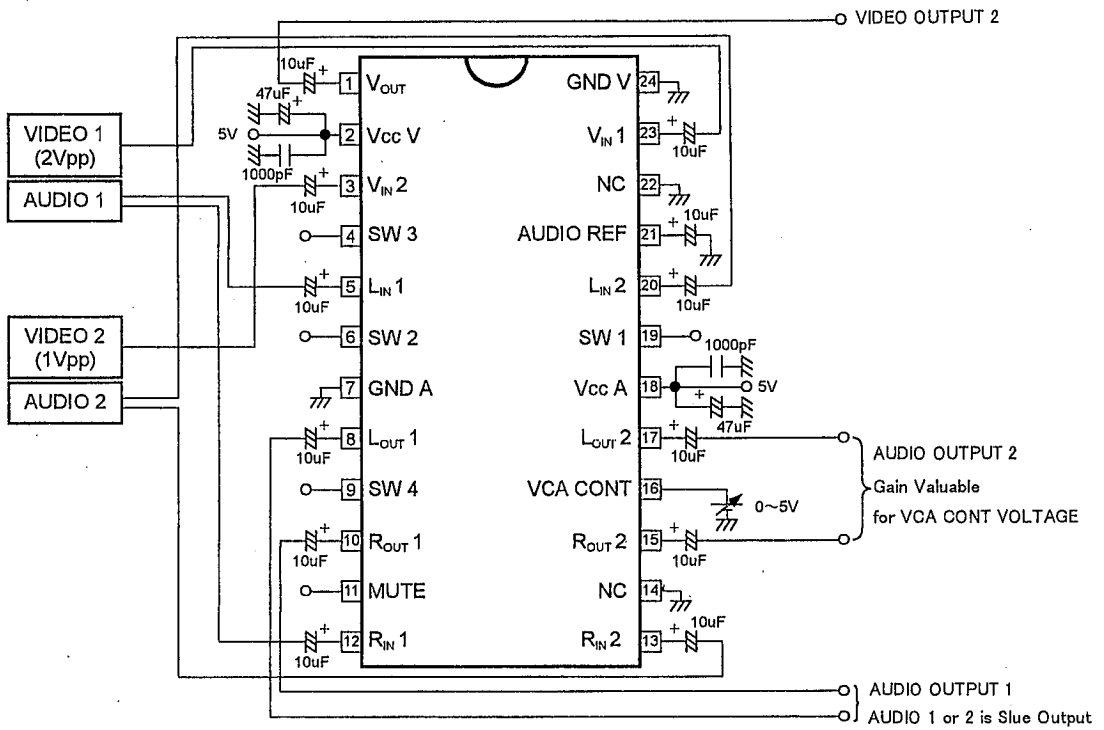 VIDEO OUTPUT 2
10uF +
1 VOUT
GND V 24
47uF +
VIDEO 1
(2Vpp)
5V
2 Vcc V
VIN 1 23 +
10uF
1000pF
AUDIO 1
3 VIN 2
+
10uF
NC 22
10uF
4 SW 3
AUDIO REF 21 +
5 LIN 1
+
10uF
LIN 2 20 +
10uF
VIDEO 2
(1Vpp)
6 SW 2
SW 1 19
1000pF
7 GND A
Vcc A 18
5V
+
47uF
AUDIO 2
8 LOUT 1
+
10uF
LOUT 2 17 +
10uF
AUDIO OUTPUT 2
Gain Valuable
for VCA CONT VOLTAGE
9 SW 4
VCA CONT 16
0～5V
10 ROUT 1
+
10uF
ROUT 2 15 +
10uF
11 MUTE
NC 14
12 RIN 1
+
10uF
RIN 2 13 +
10uF
AUDIO OUTPUT 1
AUDIO 1 or 2 is Slue Output